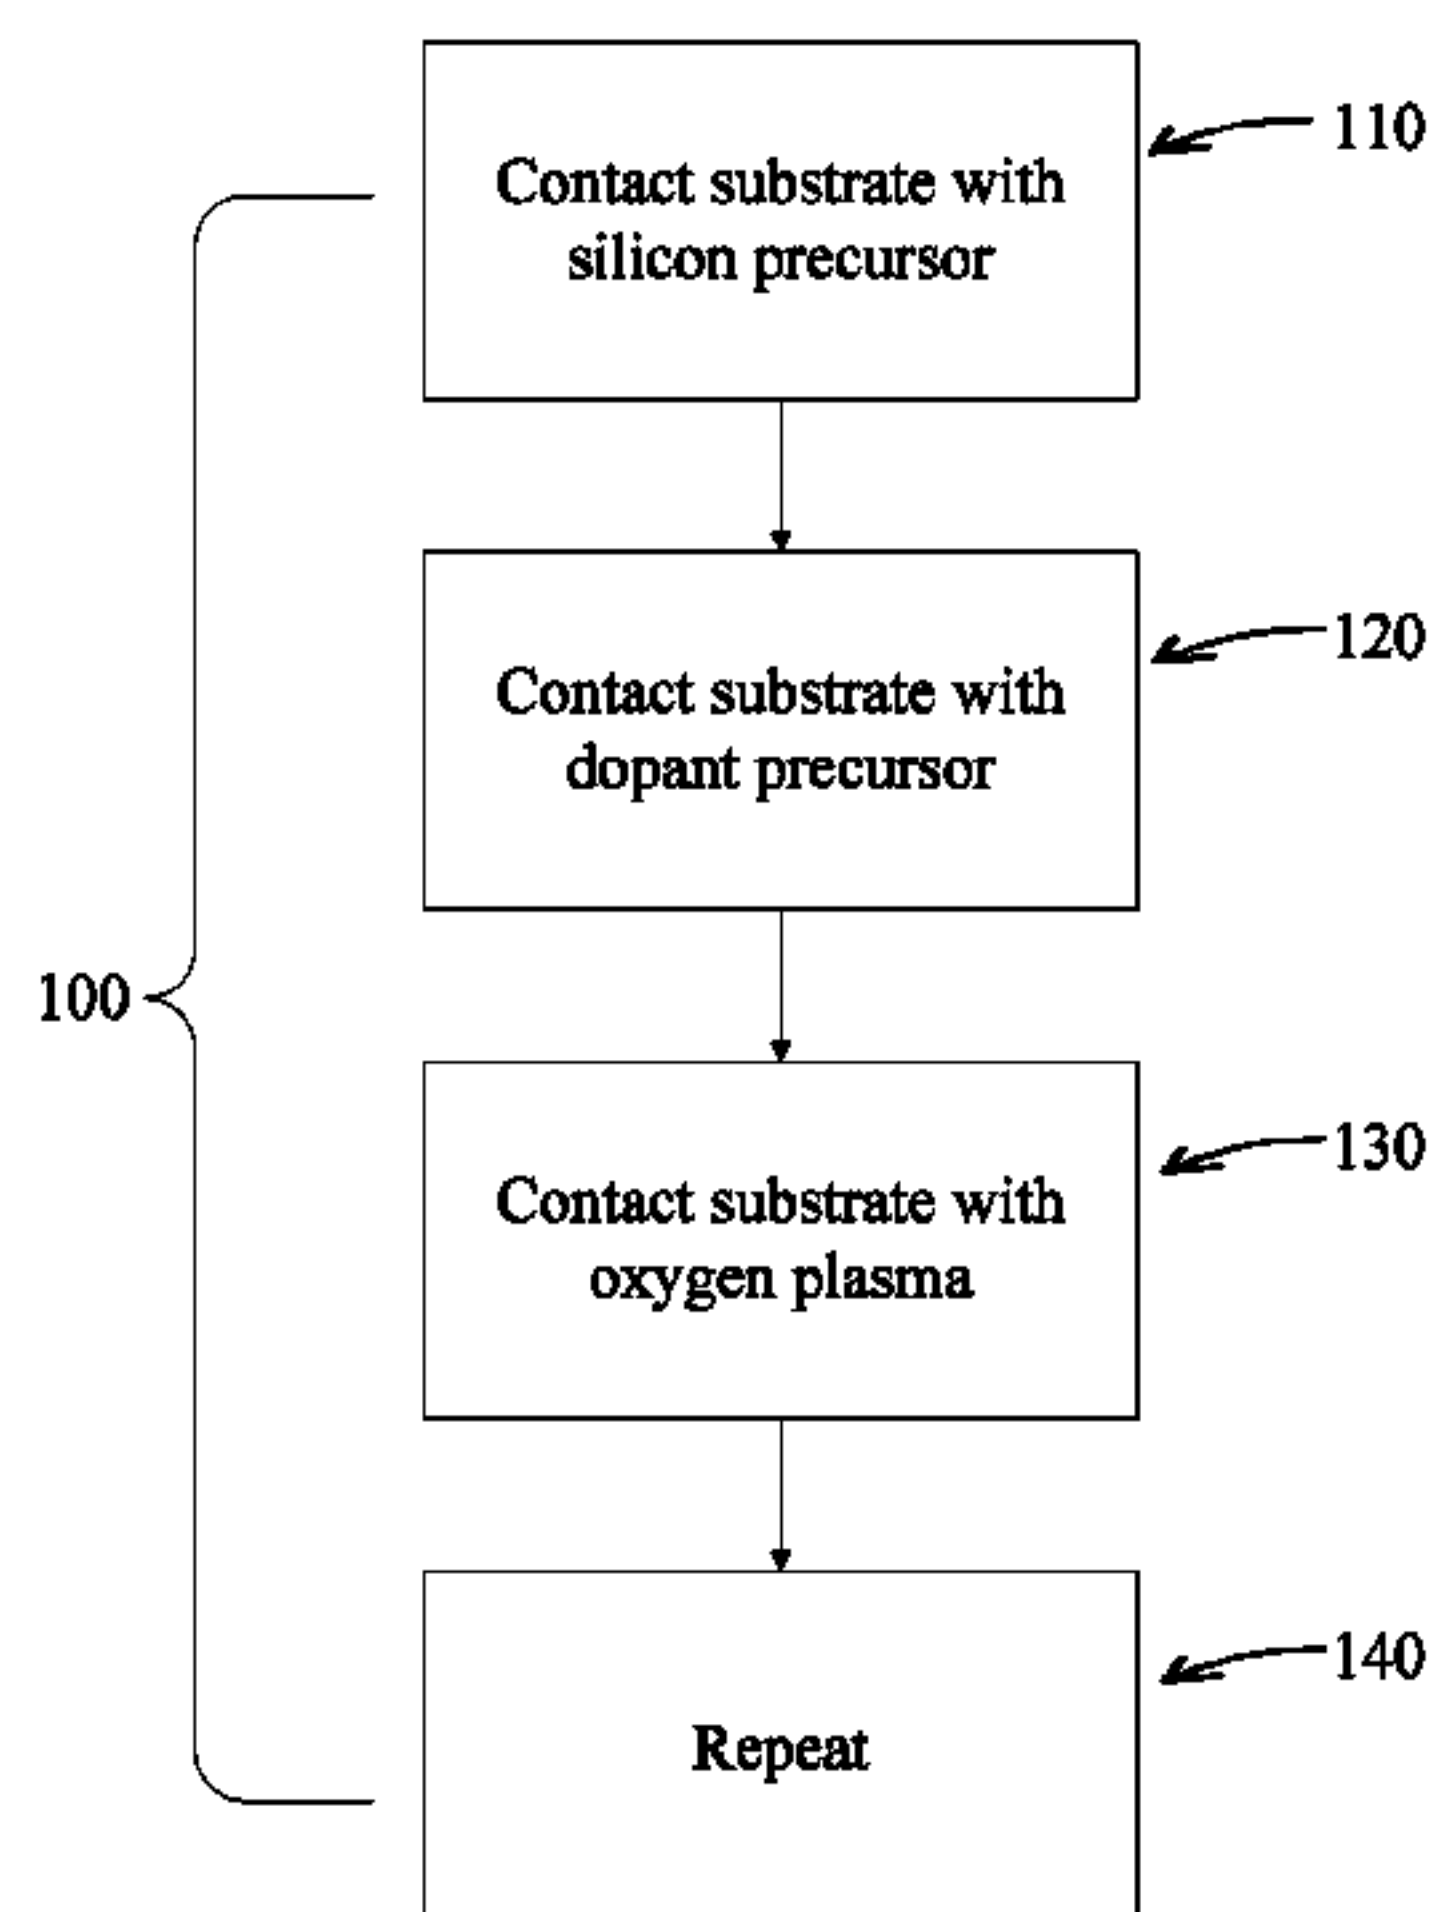 110
Contact substrate with
silicon precursor
120
Contact substrate with
dopant precursor
100
130
Contact substrate with
oxygen plasma
140
Repeat